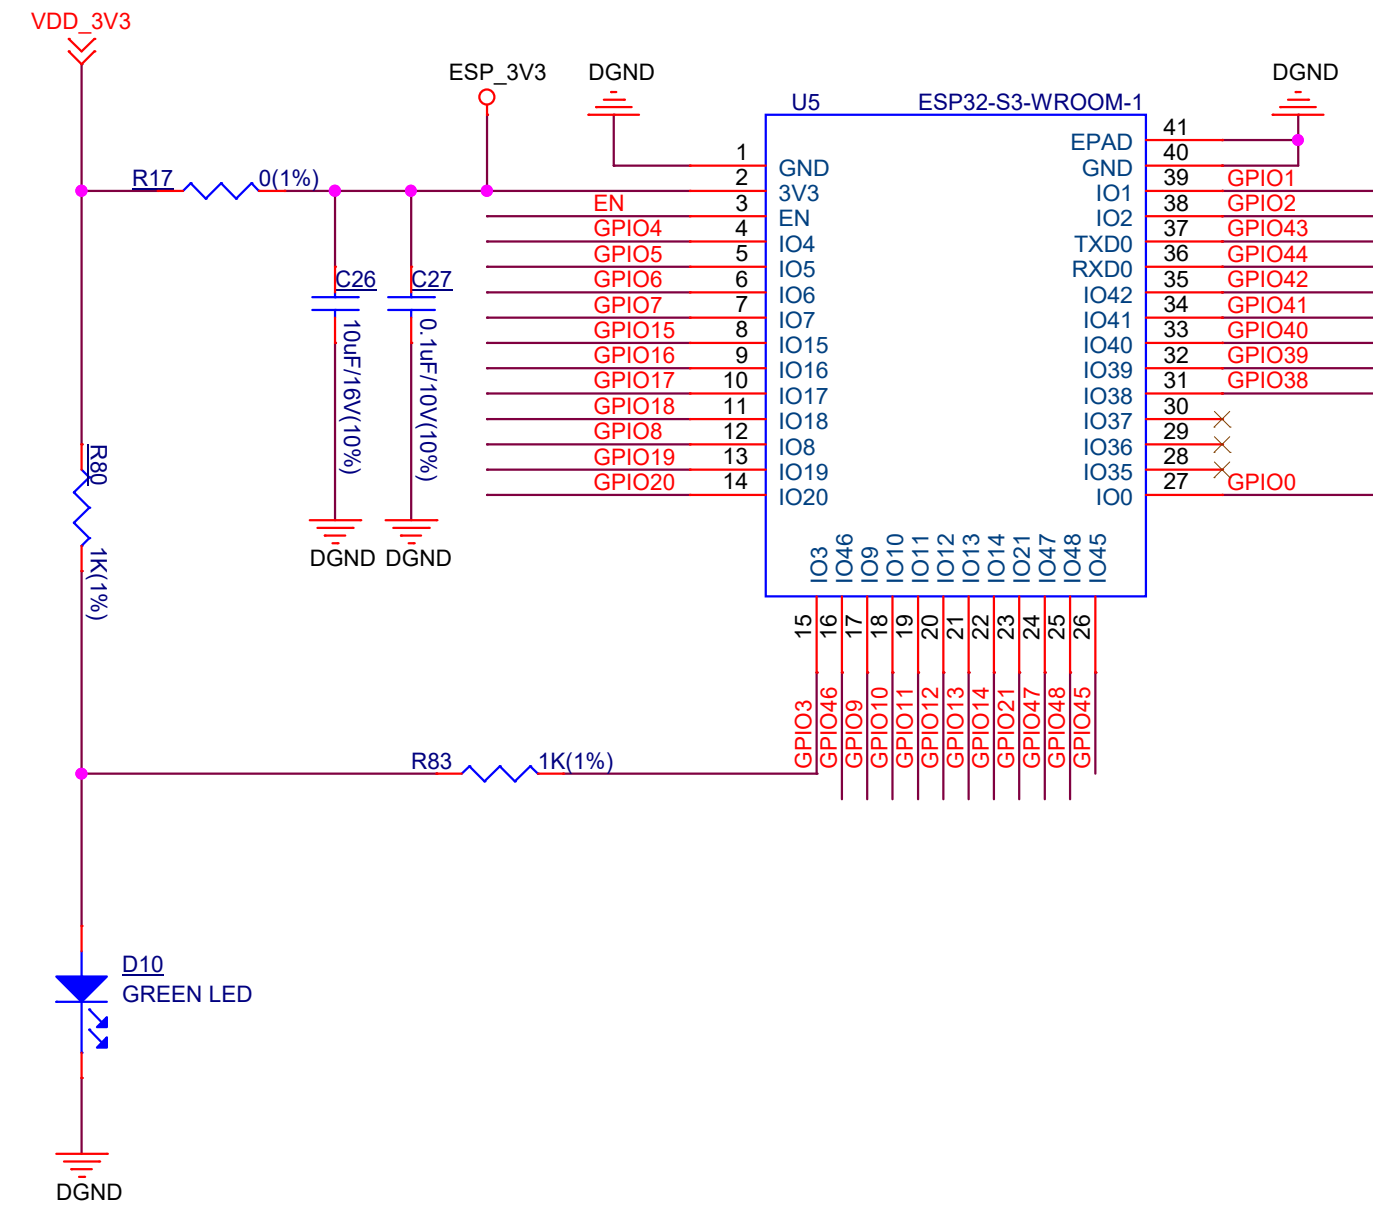 VDD_3V3
ESP_3V3
DGND
DGND
U5
ESP32-S3-WROOM-1
R17
0(1%)
C26
10uF/16V(10%)
C27
0.1uF/10V(10%)
DGND
DGND
R80
1K(1%)
R83
1K(1%)
D10
GREEN LED
DGND
1 GND
2 3V3
EN 3 EN
GPIO4 4 IO4
GPIO5 5 IO5
GPIO6 6 IO6
GPIO7 7 IO7
GPIO15 8 IO15
GPIO16 9 IO16
GPIO17 10 IO17
GPIO18 11 IO18
GPIO8 12 IO8
GPIO19 13 IO19
GPIO20 14 IO20
EPAD 41
GND 40
IO1 39 GPIO1
IO2 38 GPIO2
TXD0 37 GPIO43
RXD0 36 GPIO44
IO42 35 GPIO42
IO41 34 GPIO41
IO40 33 GPIO40
IO39 32 GPIO39
IO38 31 GPIO38
IO37 30
IO36 29
IO35 28
IO0 27 GPIO0
IO3 15 GPIO3
IO46 16 GPIO46
IO9 17 GPIO9
IO10 18 GPIO10
IO11 19 GPIO11
IO12 20 GPIO12
IO13 21 GPIO13
IO14 22 GPIO14
IO21 23 GPIO21
IO47 24 GPIO47
IO48 25 GPIO48
IO45 26 GPIO45